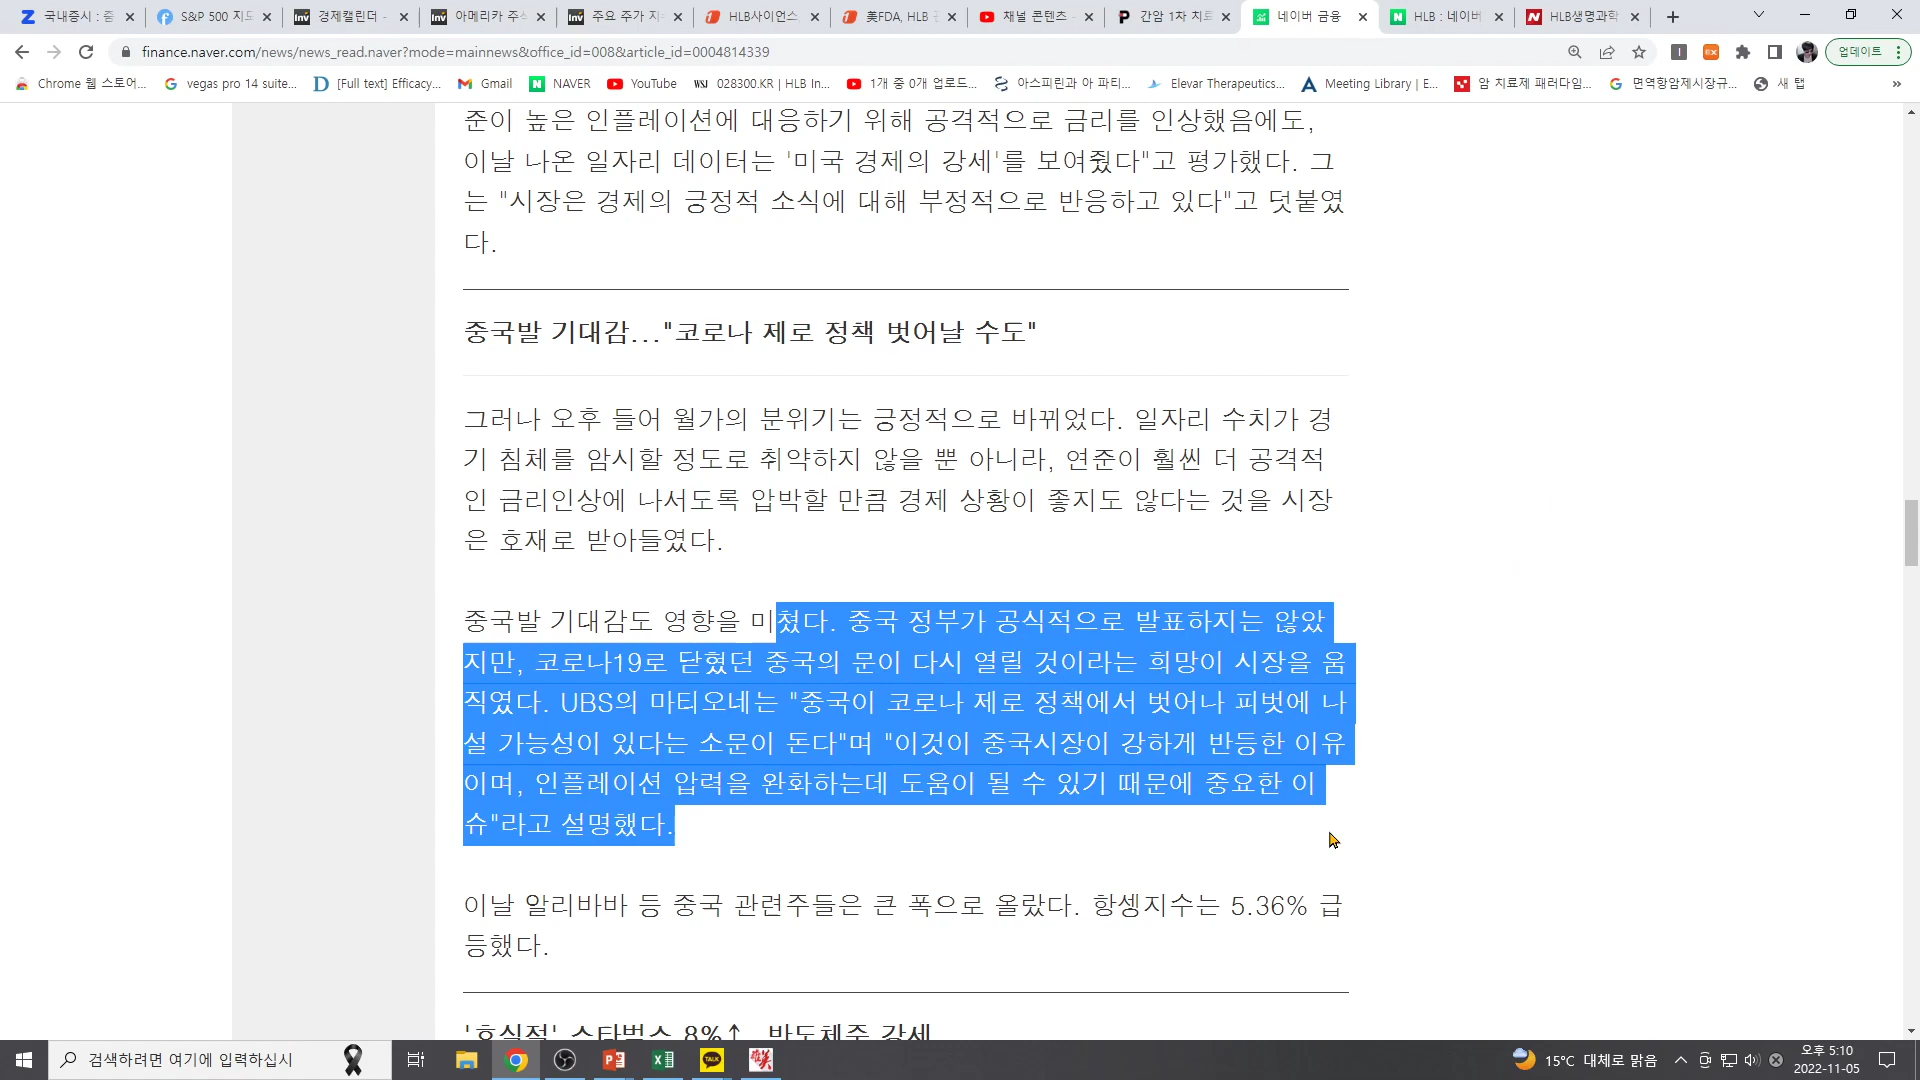 국내증시 : 증
S&P 500 지도
경제캘린더 -
아메리카 주식
주요 주가 지수
HLB사이언스
美FDA, HLB 간
채널 콘텐츠 -
간암 1차 치료
네이버 금융
HLB : 네이버
HLB생명과학
finance.naver.com/news/news_read.naver?mode=mainnews&office_id=008&article_id=0004814339
업데이트
Chrome 웹 스토어...
vegas pro 14 suite...
[Full text] Efficacy...
Gmail
NAVER
YouTube
028300.KR | HLB In...
1개 중 0개 업로드...
아스피린과 아 파티...
Elevar Therapeutics...
Meeting Library | E...
암 치료제 패러다임...
면역항암제시장규...
새 탭
준이 높은 인플레이션에 대응하기 위해 공격적으로 금리를 인상했음에도,
이날 나온 일자리 데이터는 '미국 경제의 강세'를 보여줬다"고 평가했다. 그
는 "시장은 경제의 긍정적 소식에 대해 부정적으로 반응하고 있다"고 덧붙였
다.
중국발 기대감..."코로나 제로 정책 벗어날 수도"
그러나 오후 들어 월가의 분위기는 긍정적으로 바뀌었다. 일자리 수치가 경
기 침체를 암시할 정도로 취약하지 않을 뿐 아니라, 연준이 훨씬 더 공격적
인 금리인상에 나서도록 압박할 만큼 경제 상황이 좋지도 않다는 것을 시장
은 호재로 받아들였다.
중국발 기대감도 영향을 미쳤다. 중국 정부가 공식적으로 발표하지는 않았
지만, 코로나19로 닫혔던 중국의 문이 다시 열릴 것이라는 희망이 시장을 움
직였다. UBS의 마티오네는 "중국이 코로나 제로 정책에서 벗어나 피벗에 나
설 가능성이 있다는 소문이 돈다"며 "이것이 중국시장이 강하게 반등한 이유
이며, 인플레이션 압력을 완화하는데 도움이 될 수 있기 때문에 중요한 이
슈"라고 설명했다.
이날 알리바바 등 중국 관련주들은 큰 폭으로 올랐다. 항셍지수는 5.36% 급
등했다.
'호실적' 스타벅스 8%↑...반도체주 강세
검색하려면 여기에 입력하십시
TALK
15°C 대체로 맑음
오후 5:10
2022-11-05